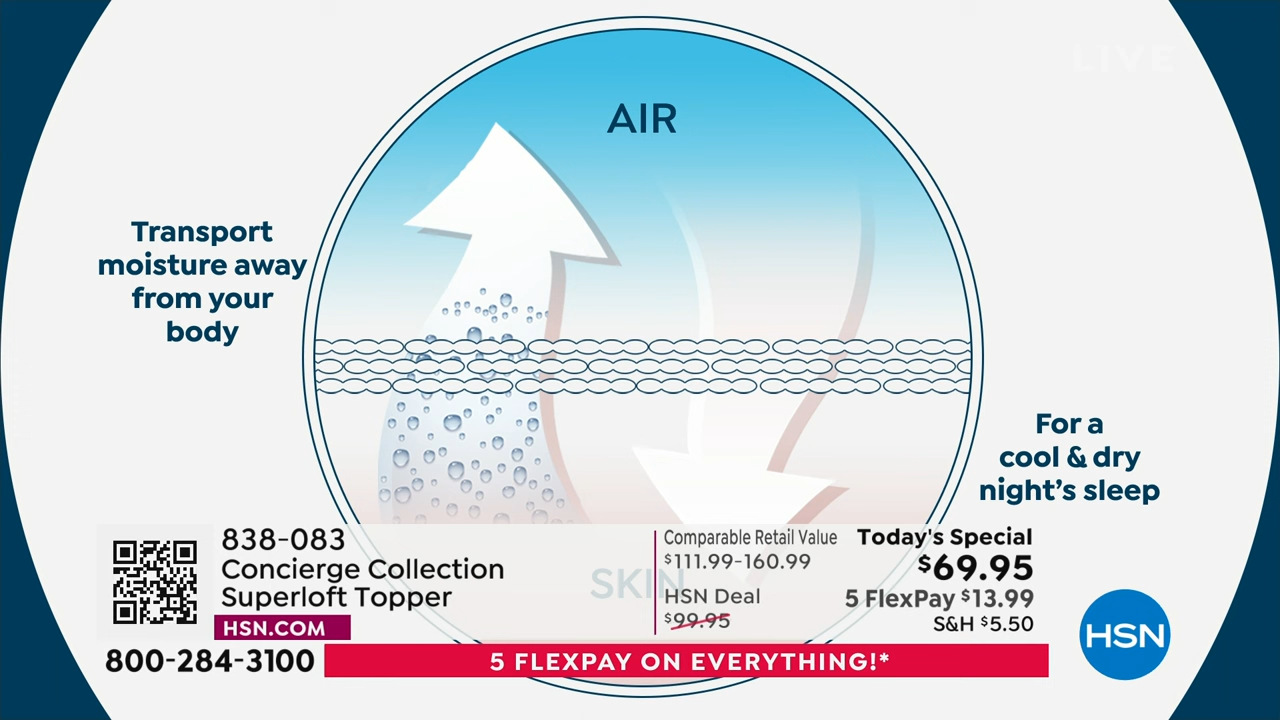 LIVE
AIR
Transport
moisture away
from your
body
For a
cool & dry
night's sleep
SKIN
838-083
Concierge Collection
Superloft Topper
HSN.COM
Comparable Retail Value
$111.99-160.99
HSN Deal
$99.95
Today's Special
$69.95
5 FlexPay $13.99
S&H $5.50
HSN
800-284-3100
5 FLEXPAY ON EVERYTHING!*